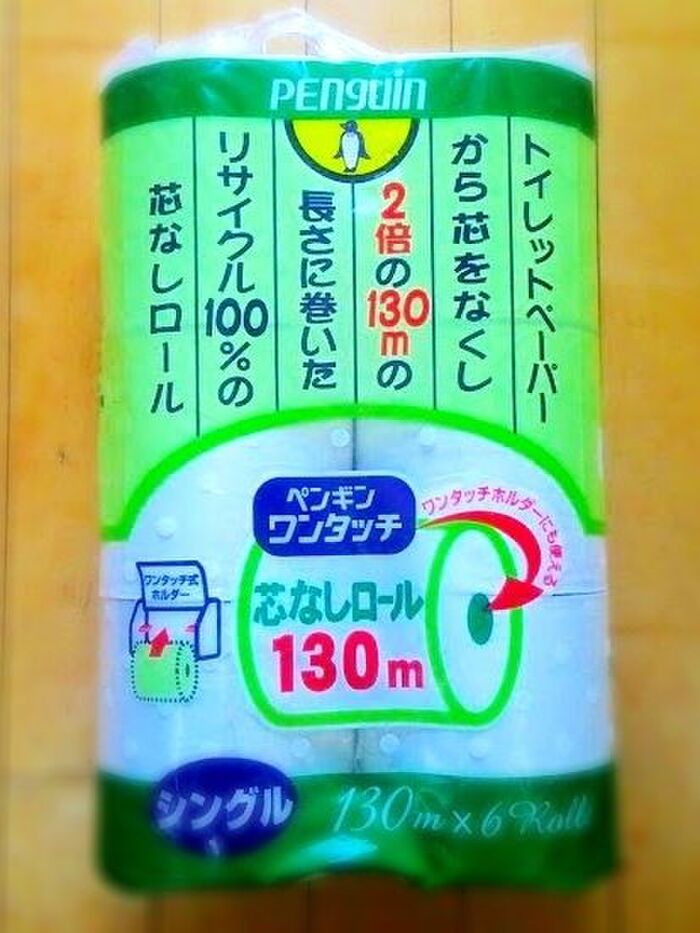 PENGUIN
トイレットペーパー
から芯をなくし
2倍の130mの
長さに巻いた
リサイクル100%の
芯なしロール
ペンギン
ワンタッチ
ワンタッチホルダーにも使える
ワンタッチ式
ホルダー
芯なしロール
130m
シングル
130m×6 Rolls